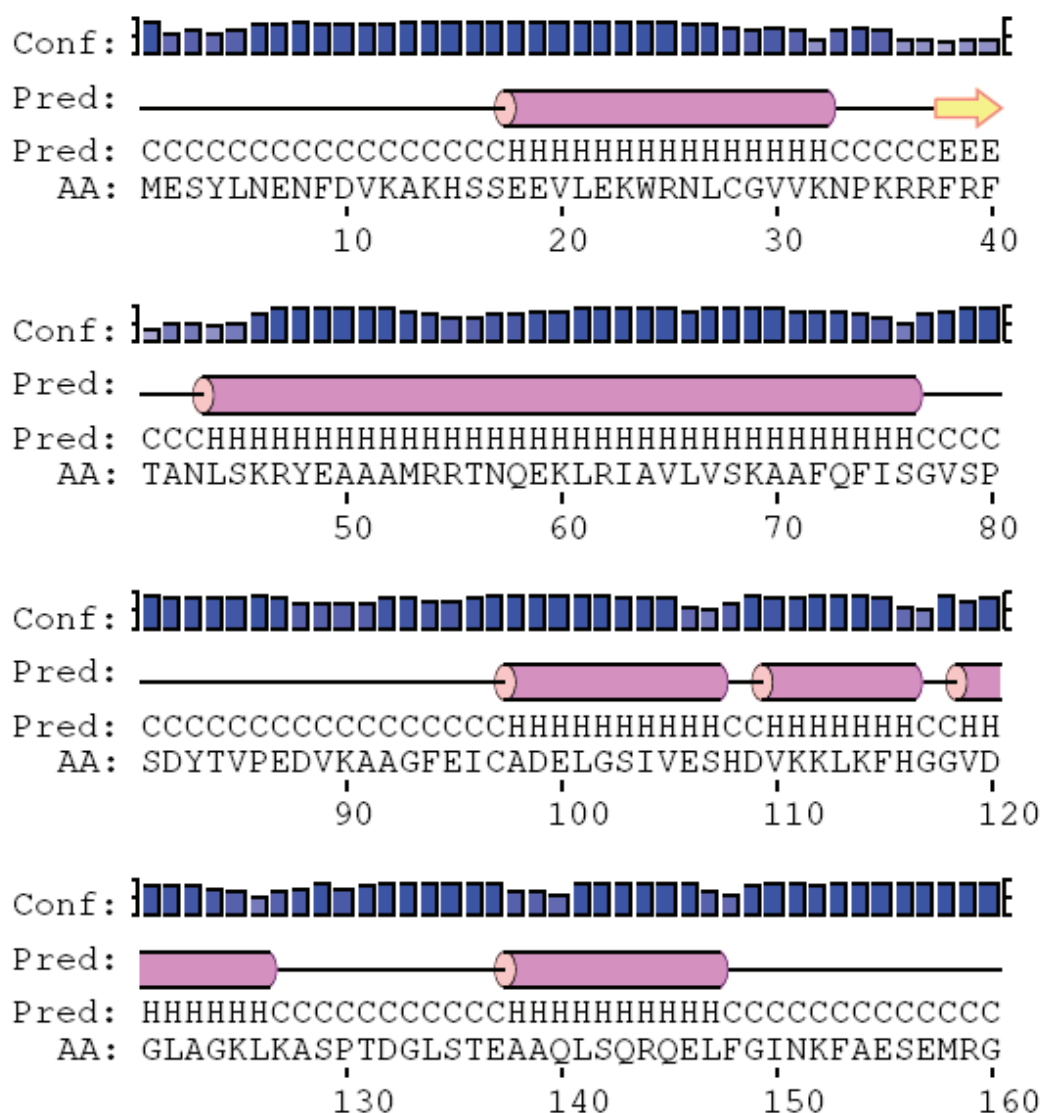 Conf:
Pred:
Pred: CCCCCCCCCCCCCCCCCHHHHHHHHHHHHHHHCCCCCEEE
AA: MESYLNENFDVKAKHSSEEVLEKWRNLCGVVKNPKRRFRF
10 20 30 40
Conf:
Pred:
Pred: CCCHHHHHHHHHHHHHHHHHHHHHHHHHHHHHHHHHCCCC
AA: TANLSKRYEAAAMRRTNQEKLRIAVLVSKAAFQFISGVSP
50 60 70 80
Conf:
Pred:
Pred: CCCCCCCCCCCCCCCCCHHHHHHHHHHCCHHHHHHHCCHH
AA: SDYTVPEDVKAAGFEICADELGSIVESHDVKKLKFHGGVD
90 100 110 120
Conf:
Pred:
Pred: HHHHHHCCCCCCCCCCCHHHHHHHHHHCCCCCCCCCCCCC
AA: GLAGKLKASPTDGLSTEAAQLSQRQELFGINKFAESEMRG
130 140 150 160